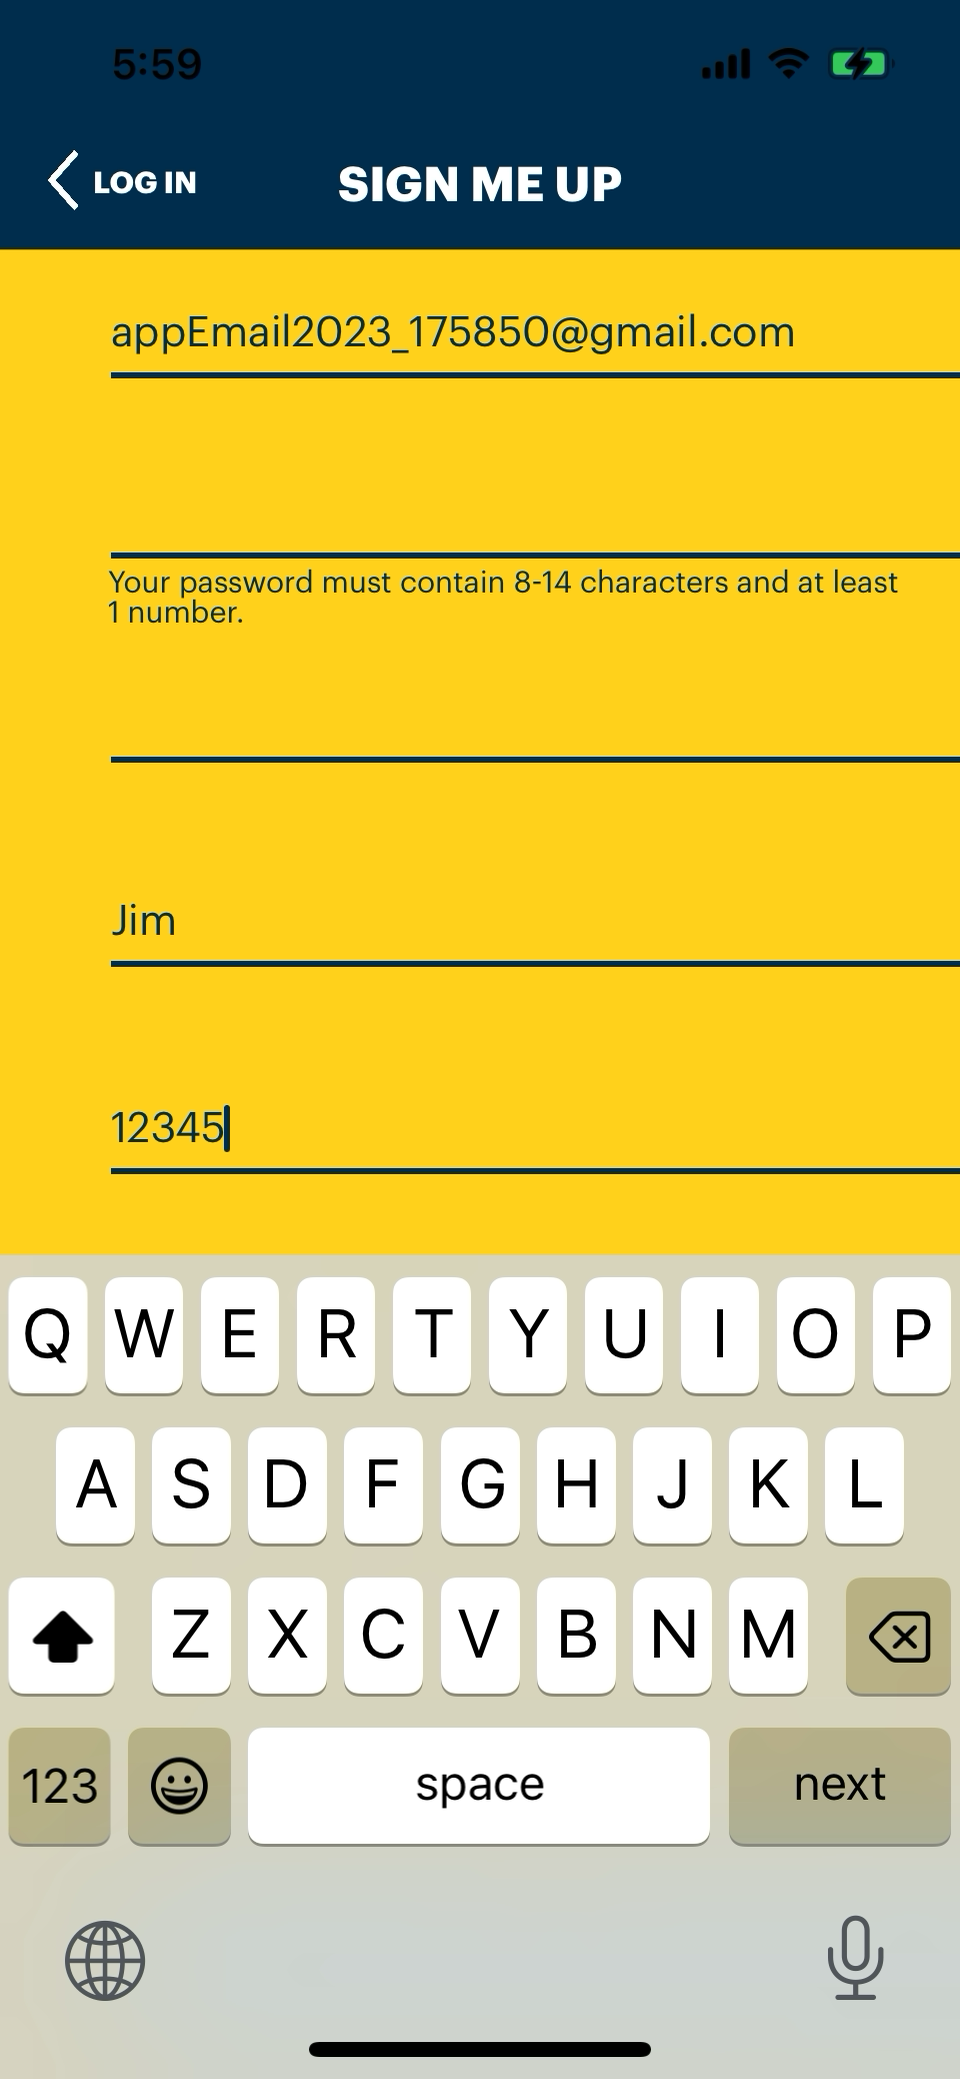 5:59
LOG IN
SIGN ME UP
appEmail2023_175850@gmail.com
Your password must contain 8-14 characters and at least
1 number.
Jim
12345
Q W E R T Y U I O P
A S D F G H J K L
Z X C V B N M
123 space next